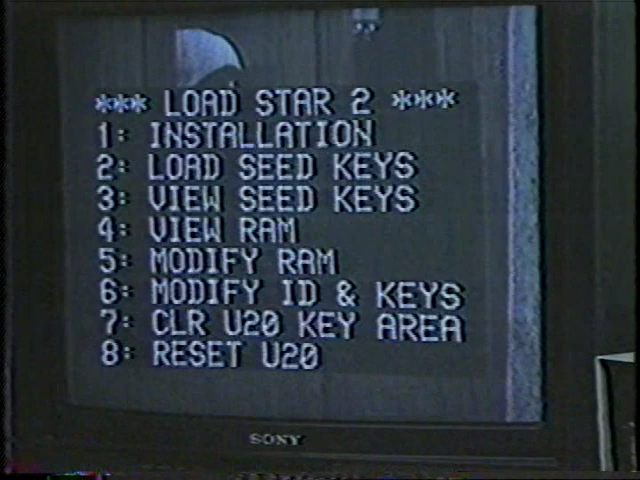 *** LOAD STAR 2 ***
1: INSTALLATION
2: LOAD SEED KEYS
3: VIEW SEED KEYS
4: VIEW RAM
5: MODIFY RAM
6: MODIFY ID & KEYS
7: CLR U20 KEY AREA
8: RESET U20
SONY